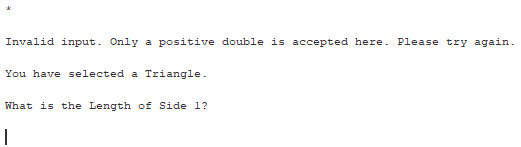 *
Invalid input. Only a positive double is accepted here. Please try again.
You have selected a Triangle.
What is the Length of Side 1?